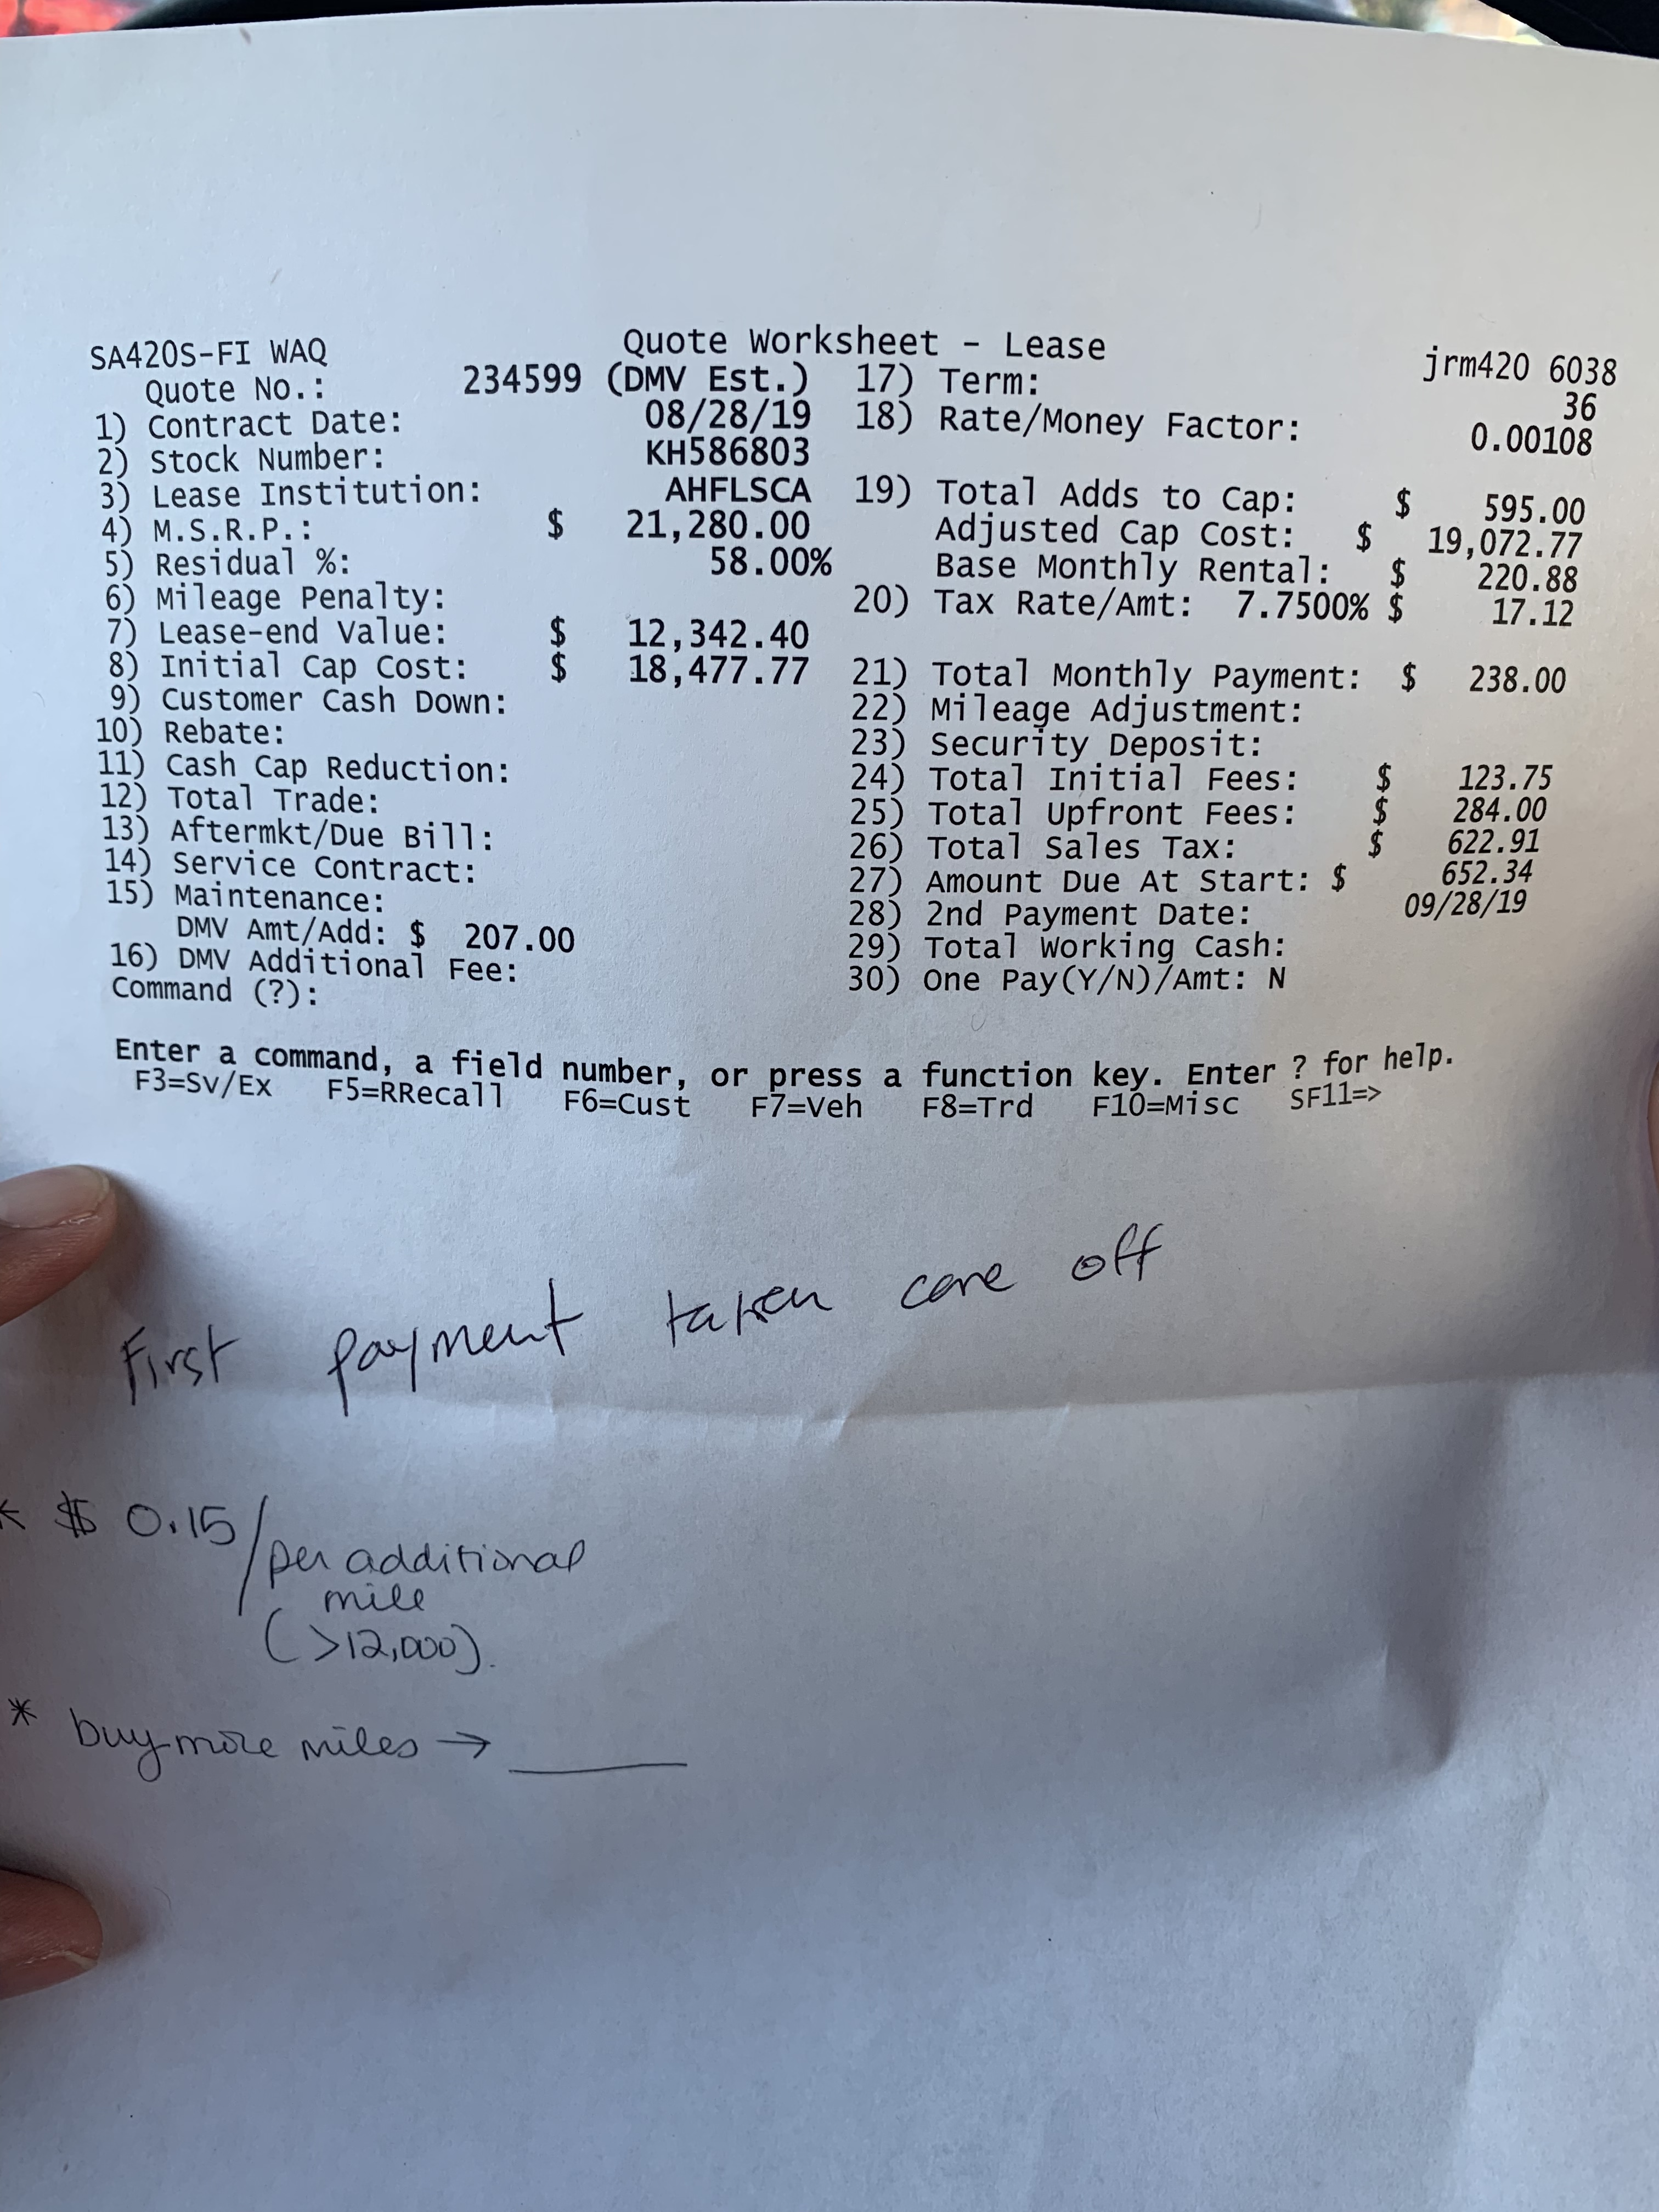 Quote Worksheet - Lease
SA420S-FI WAQ jrm420 6038
Quote No.: 234599 (DMV Est.) 17) Term: 36
1) Contract Date: 08/28/19 18) Rate/Money Factor: 0.00108
2) Stock Number: KH586803
3) Lease Institution: AHFLSCA 19) Total Adds to Cap: $ 595.00
4) M.S.R.P.: $ 21,280.00 Adjusted Cap Cost: $ 19,072.77
5) Residual %: 58.00% Base Monthly Rental: $ 220.88
6) Mileage Penalty: 20) Tax Rate/Amt: 7.7500% $ 17.12
7) Lease-end Value: $ 12,342.40
8) Initial Cap Cost: $ 18,477.77 21) Total Monthly Payment: $ 238.00
9) Customer Cash Down: 22) Mileage Adjustment:
10) Rebate: 23) Security Deposit:
11) Cash Cap Reduction: 24) Total Initial Fees: $ 123.75
12) Total Trade: 25) Total Upfront Fees: $ 284.00
13) Aftermkt/Due Bill: 26) Total Sales Tax: $ 622.91
14) Service Contract: 27) Amount Due At Start: $ 652.34
15) Maintenance: 28) 2nd Payment Date: 09/28/19
DMV Amt/Add: $ 207.00 29) Total Working Cash:
16) DMV Additional Fee: 30) One Pay(Y/N)/Amt: N
Command (?):
Enter a command, a field number, or press a function key. Enter ? for help.
F3=SV/EX F5=RRecall F6=Cust F7=Veh F8=Trd F10=Misc SF11=>
First payment taken care off
* $ 0.15/per additional
mile
(>12,000).
* buy more miles → ______